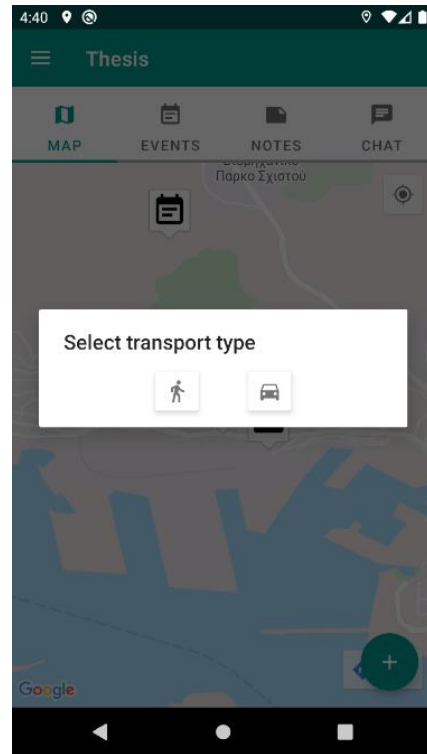 4:40
Thesis
MAP EVENTS NOTES CHAT
Πάρκο Σχιστού
Select transport type
Google